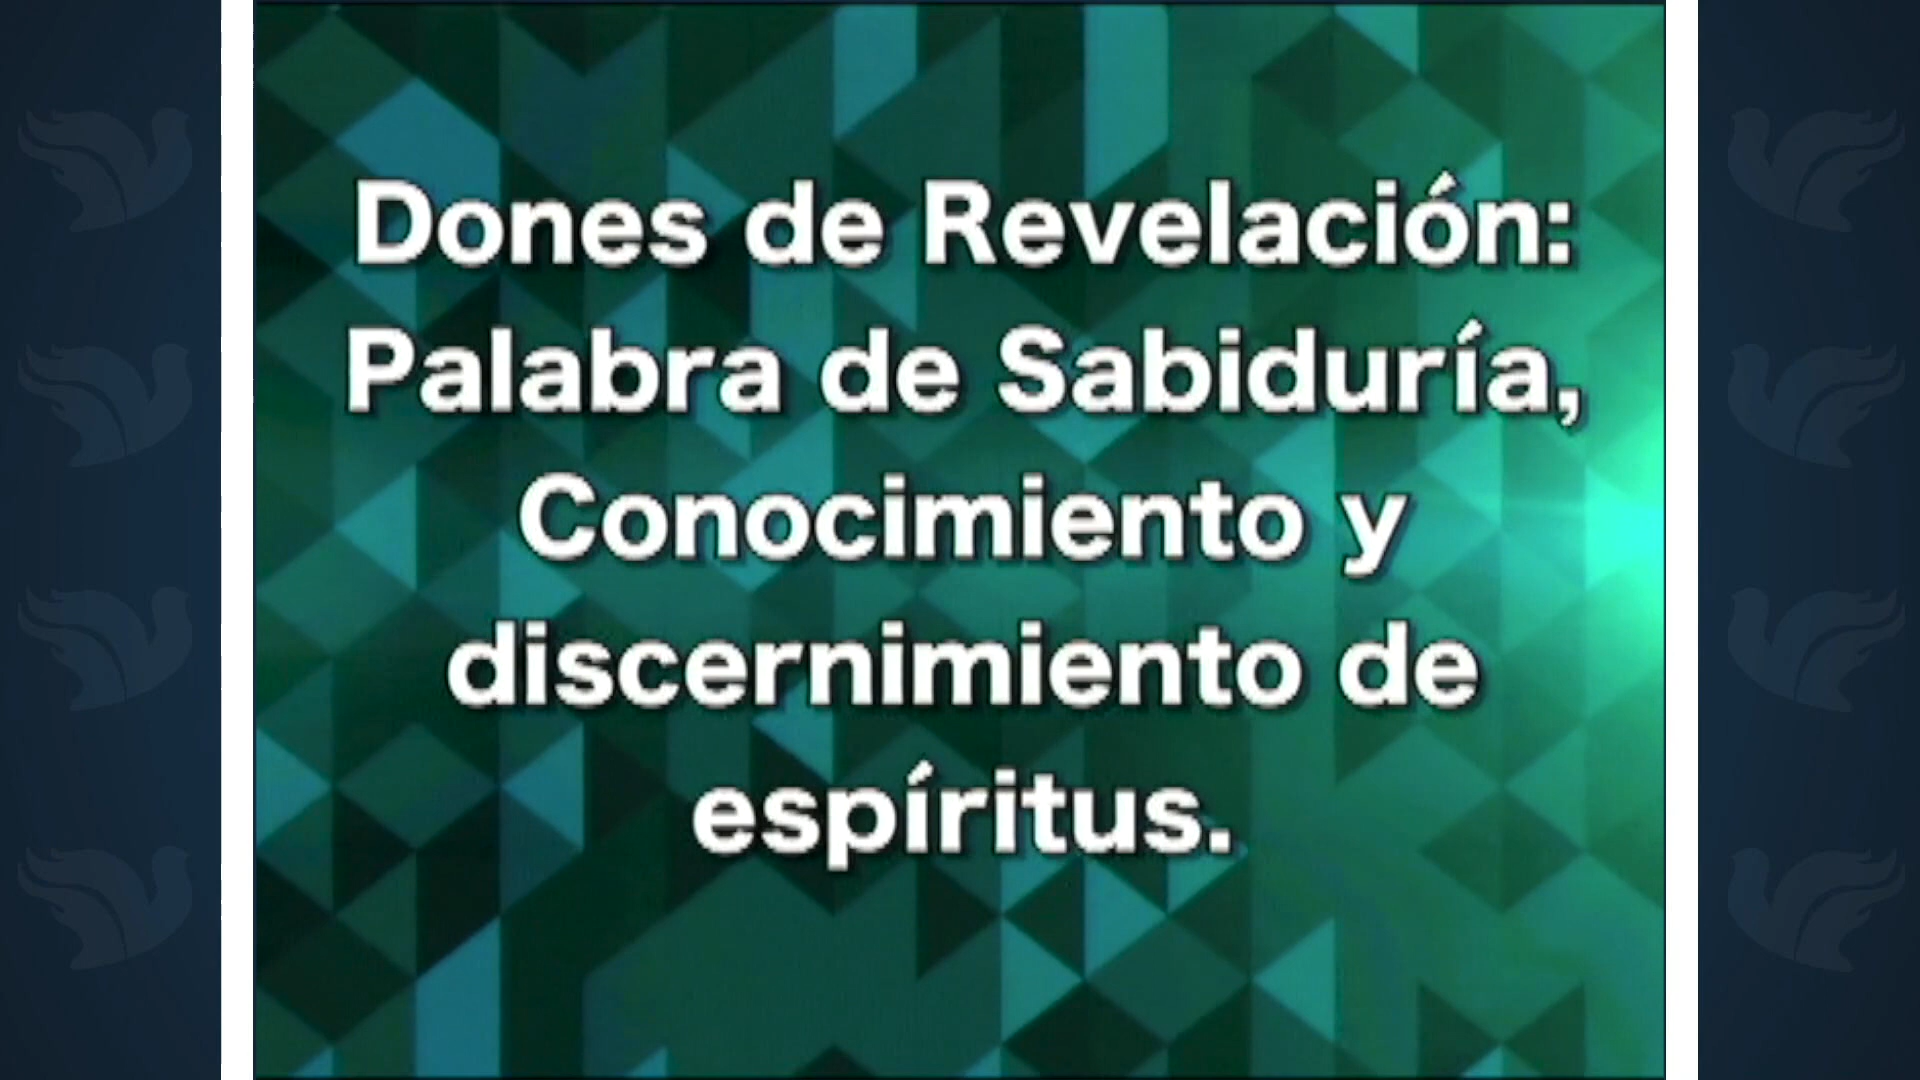 Dones de Revelación:
Palabra de Sabiduría,
Conocimiento y
discernimiento de
espíritus.